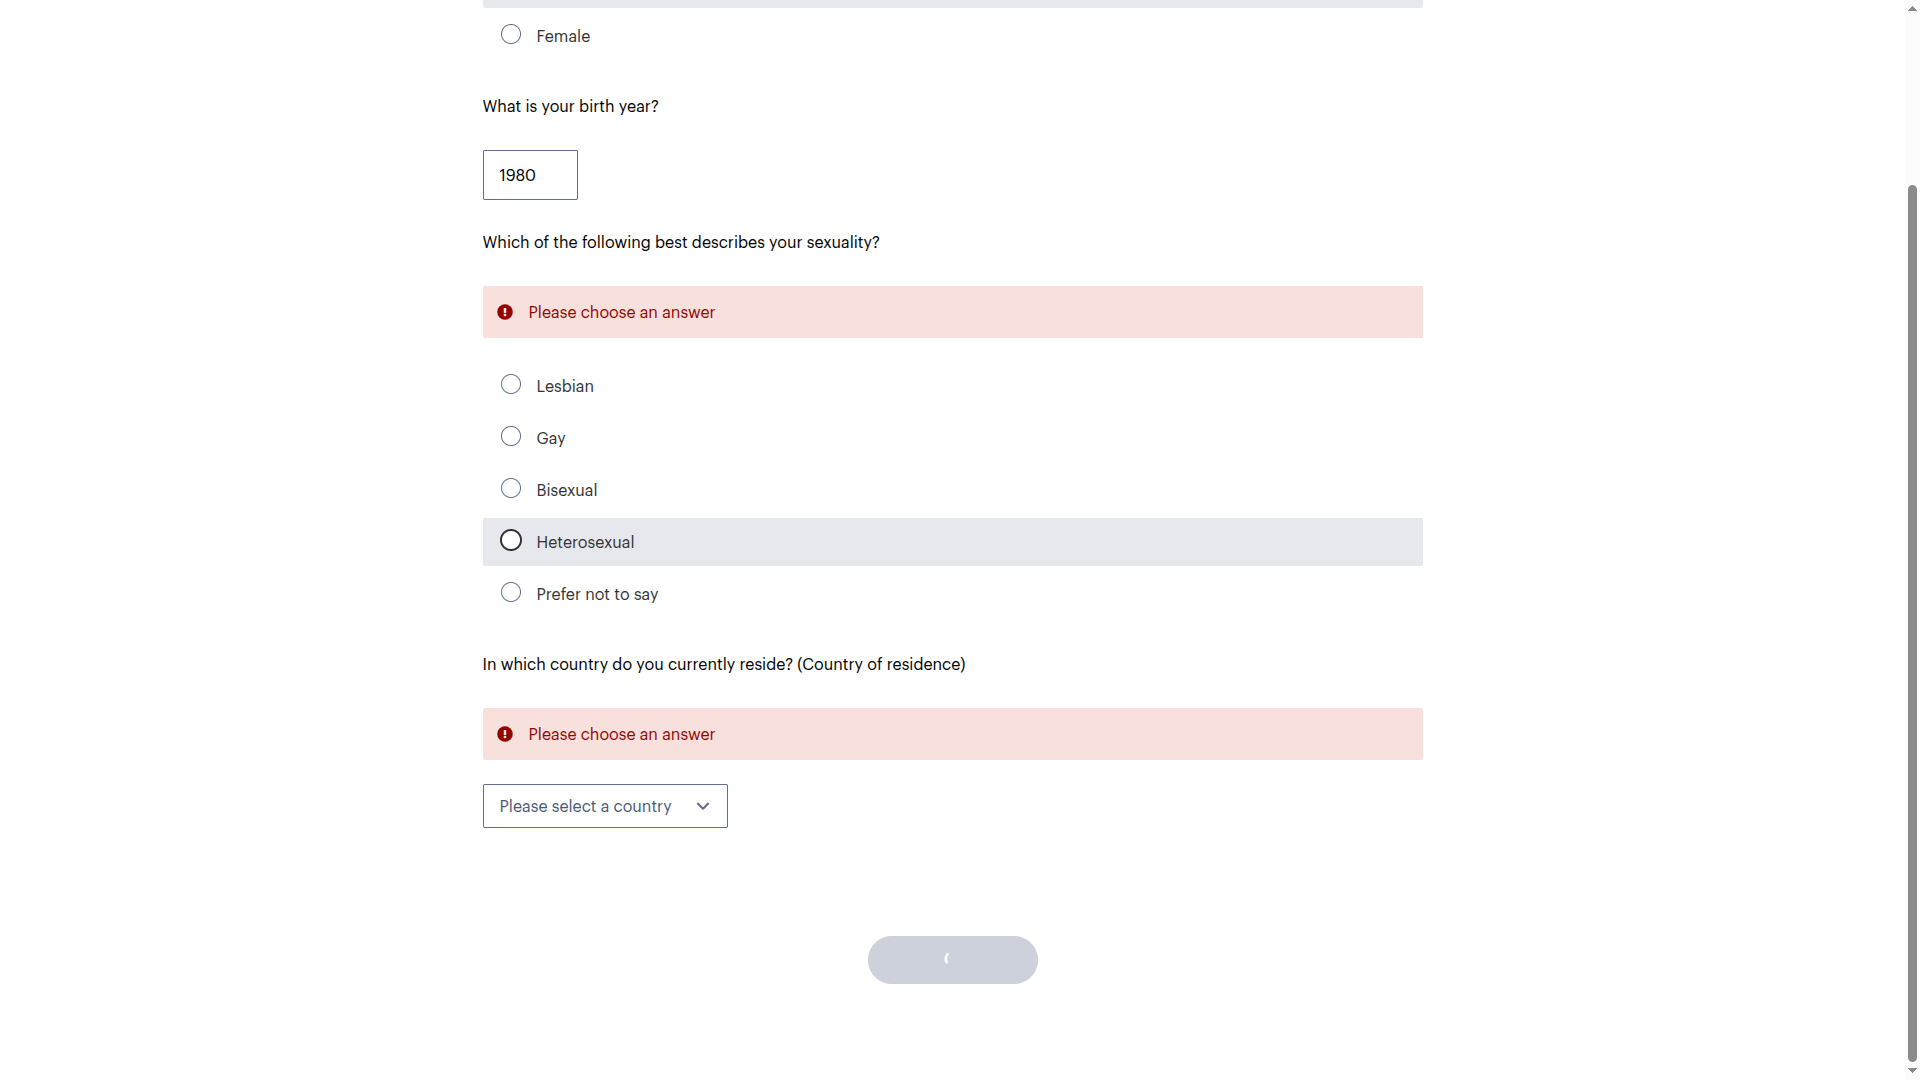 Female
What is your birth year?
1980
Which of the following best describes your sexuality?
Please choose an answer
Lesbian
Gay
Bisexual
Heterosexual
Prefer not to say
In which country do you currently reside? (Country of residence)
Please choose an answer
Please select a country